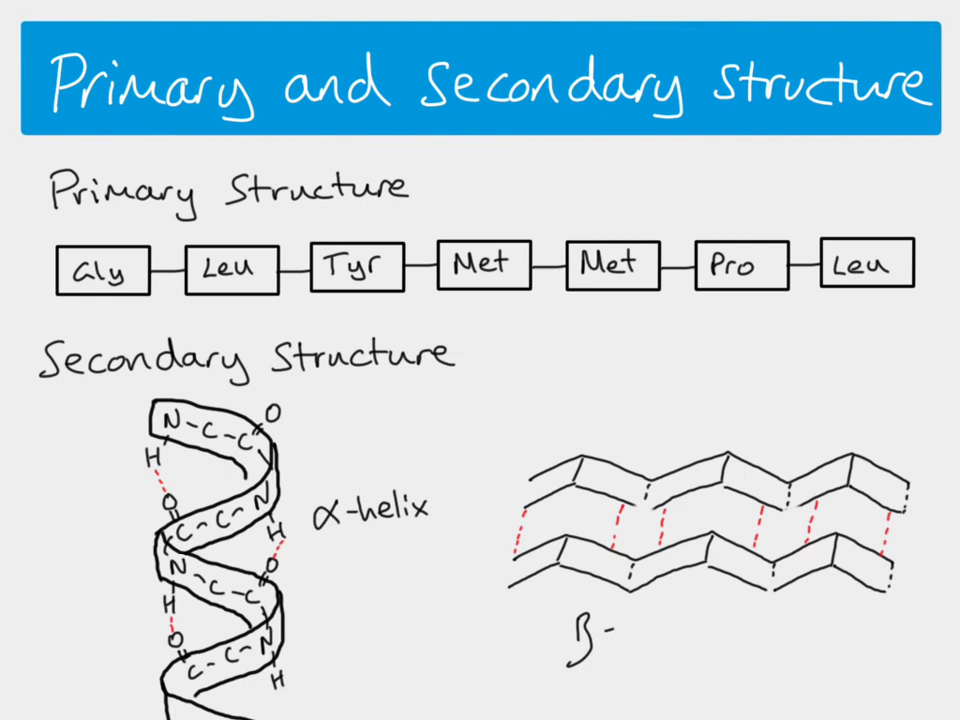 Primary and Secondary Structure
Primary Structure
Gly Leu Tyr Met Met Pro Leu
Secondary Structure
N-C-C O
H
O N
C-C-C H
α-helix
N-C-C O
H
O N
C-C-C H
β-